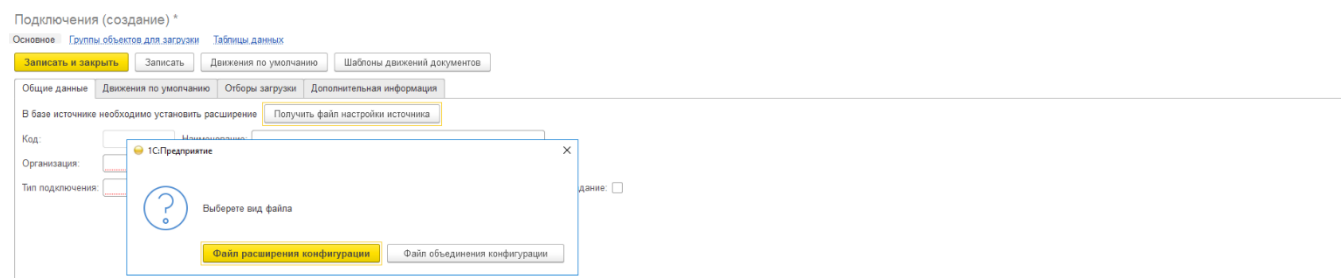 Подключения (создание) *
Основное Группы объектов для загрузки Таблицы данных
Записать и закрыть Записать Движения по умолчанию Шаблоны движений документов
Общие данные Движения по умолчанию Отборы загрузки Дополнительная информация
В базе источнике необходимо установить расширение Получить файл настройки источника
Код: Наименование:
1С:Предприятие
Организация:
Тип подключения: дание:
Выберете вид файла
Файл расширения конфигурации Файл объединения конфигурации